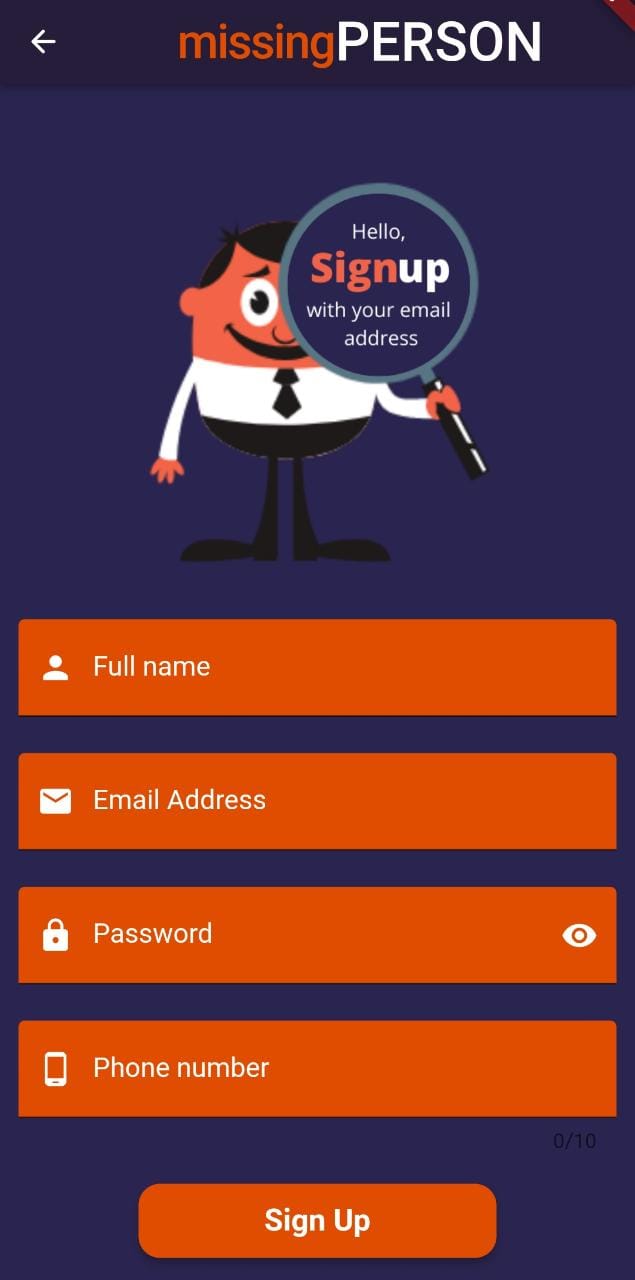 missingPERSON
Hello,
Signup
with your email
address
Full name
Email Address
Password
Phone number
0/10
Sign Up